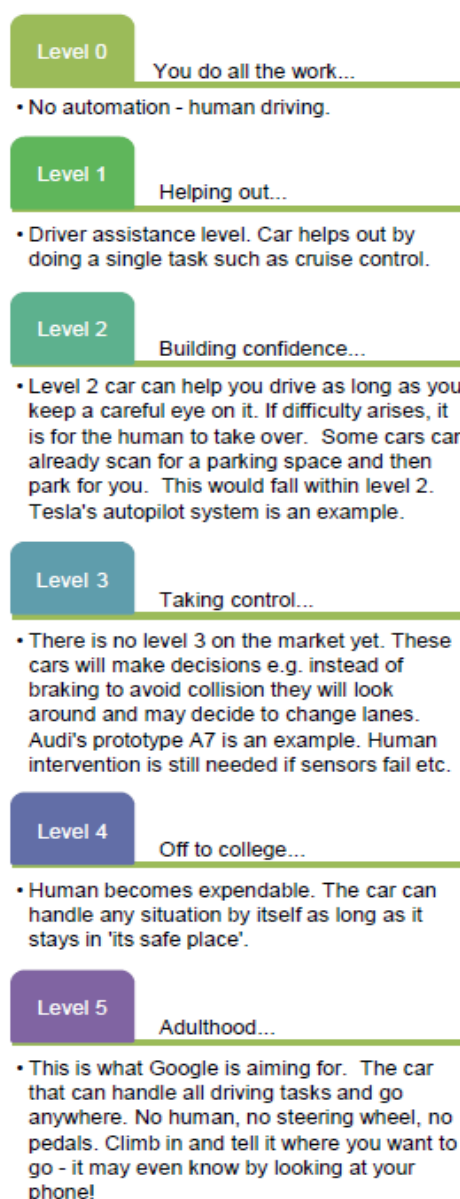 Level 0
You do all the work...
• No automation - human driving.
Level 1
Helping out...
• Driver assistance level. Car helps out by
doing a single task such as cruise control.
Level 2
Building confidence...
• Level 2 car can help you drive as long as you
keep a careful eye on it. If difficulty arises, it
is for the human to take over. Some cars can
already scan for a parking space and then
park for you. This would fall within level 2.
Tesla's autopilot system is an example.
Level 3
Taking control...
• There is no level 3 on the market yet. These
cars will make decisions e.g. instead of
braking to avoid collision they will look
around and may decide to change lanes.
Audi's prototype A7 is an example. Human
intervention is still needed if sensors fail etc.
Level 4
Off to college...
• Human becomes expendable. The car can
handle any situation by itself as long as it
stays in 'its safe place'.
Level 5
Adulthood...
• This is what Google is aiming for. The car
that can handle all driving tasks and go
anywhere. No human, no steering wheel, no
pedals. Climb in and tell it where you want to
go - it may even know by looking at your
phone!